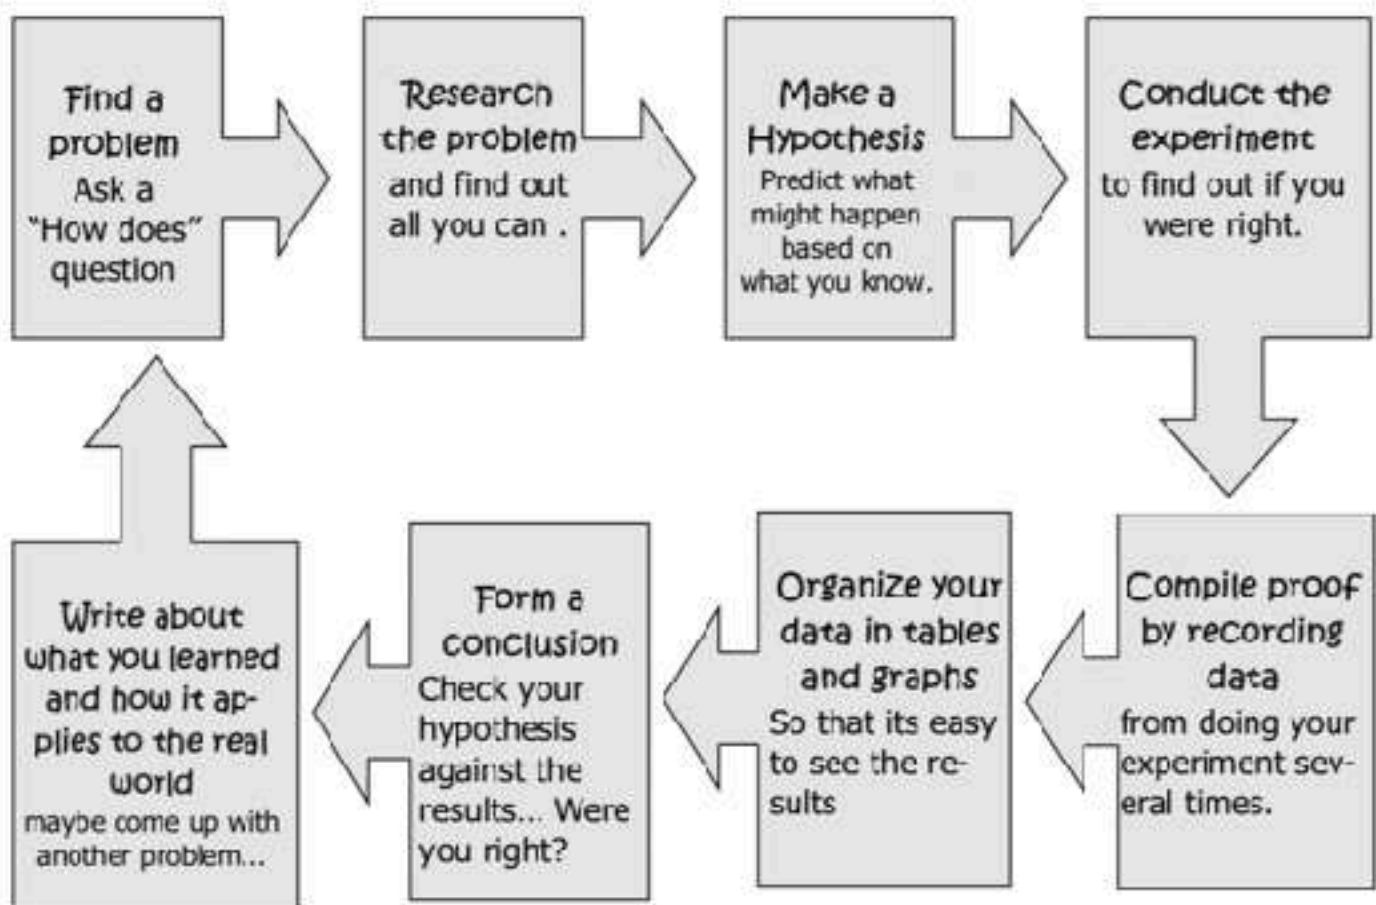 Find a
problem
Ask a
"How does"
question
Research
the problem
and find out
all you can .
Make a
Hypothesis
Predict what
might happen
based on
what you know.
Conduct the
experiment
to find out if you
were right.
Compile proof
by recording
data
from doing your
experiment sev-
eral times.
Organize your
data in tables
and graphs
So that its easy
to see the re-
sults
Form a
conclusion
Check your
hypothesis
against the
results... Were
you right?
Write about
what you learned
and how it ap-
plies to the real
world
maybe come up with
another problem...